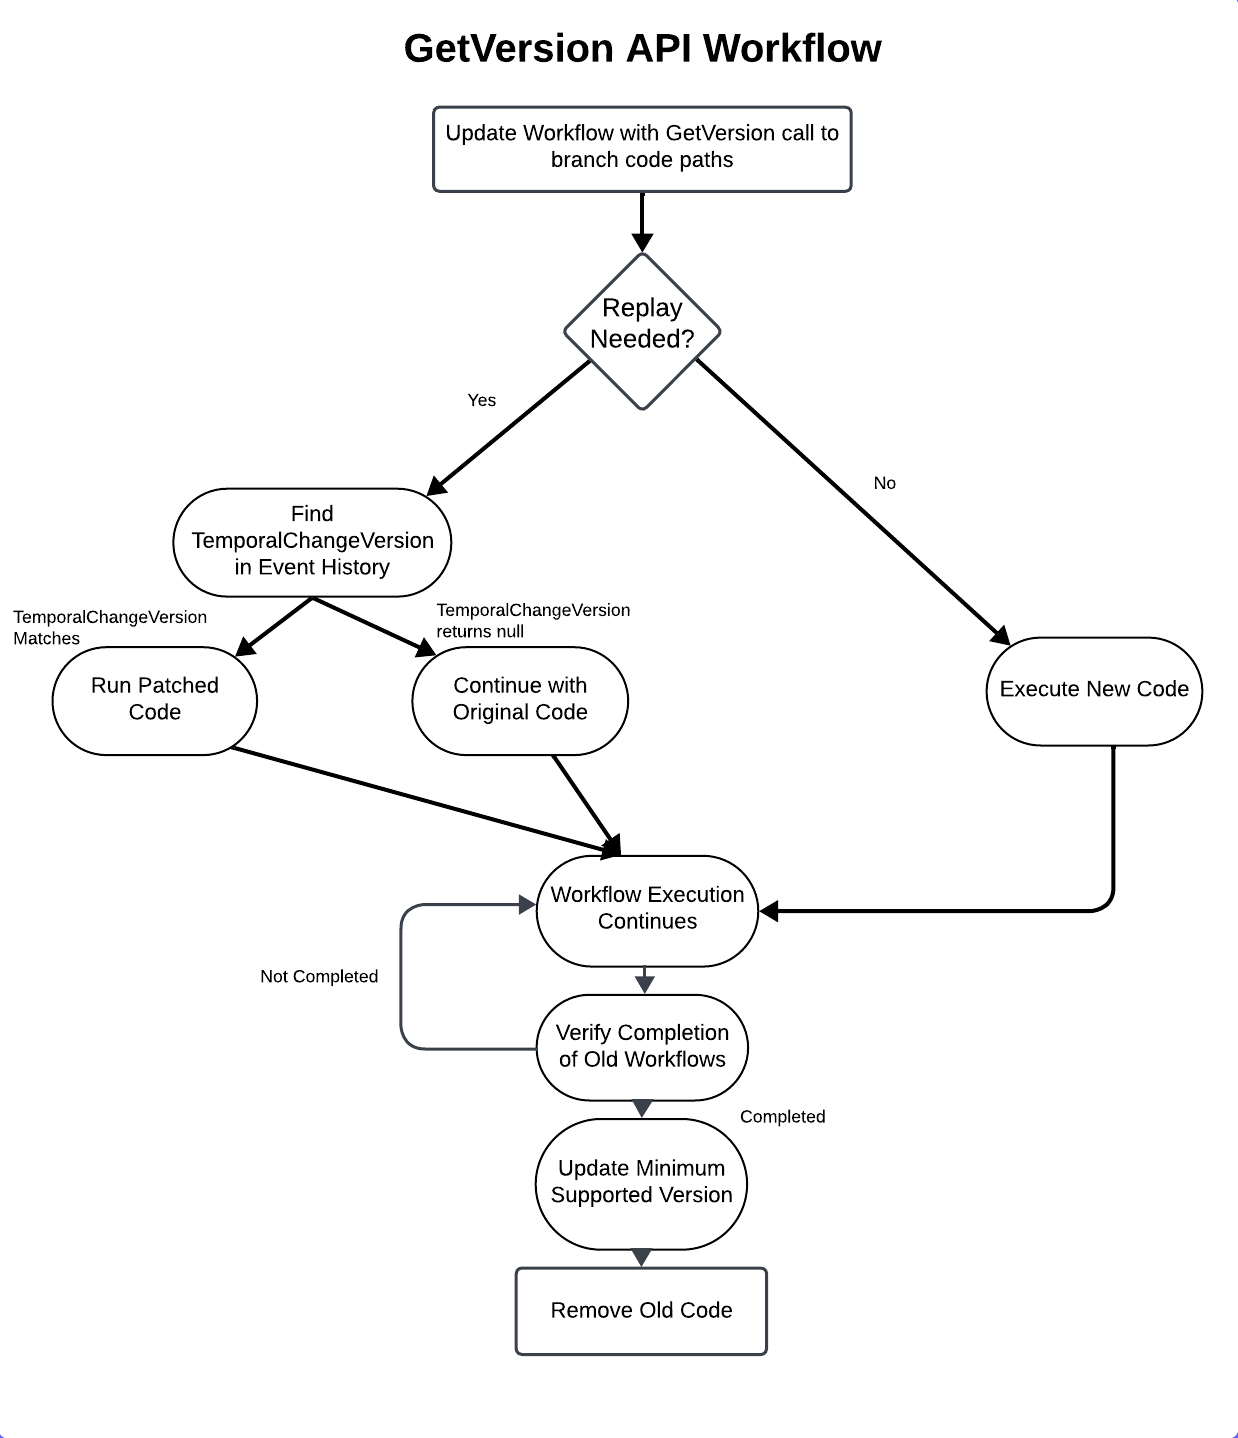 GetVersion API Workflow
Update Workflow with GetVersion call to
branch code paths
Replay
Needed?
Yes
No
Find
TemporalChangeVersion
in Event History
TemporalChangeVersion
Matches
TemporalChangeVersion
returns null
Run Patched
Code
Continue with
Original Code
Execute New Code
Workflow Execution
Continues
Not Completed
Verify Completion
of Old Workflows
Completed
Update Minimum
Supported Version
Remove Old Code